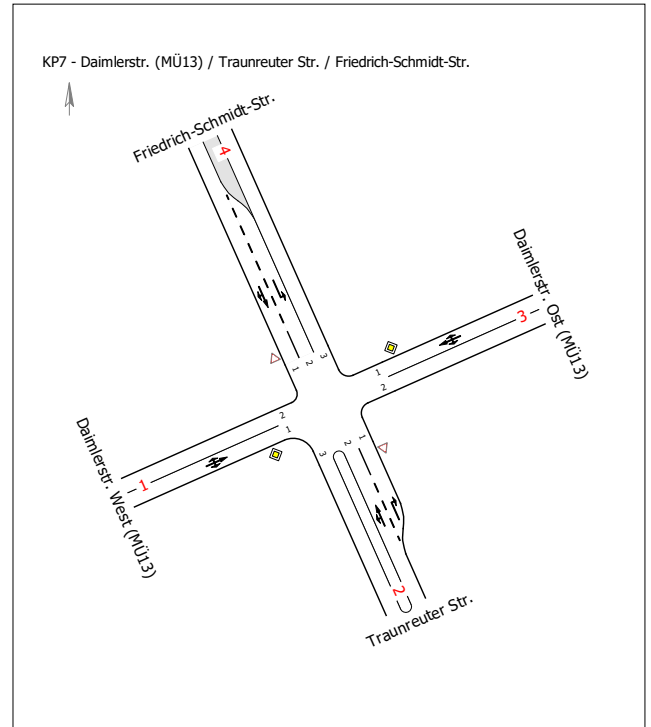 KP7 - Daimlerstr. (MÜ13) / Traunreuter Str. / Friedrich-Schmidt-Str.
Friedrich-Schmidt-Str.
4
Daimlerstr. Ost (MÜ13)
3
1
2
3
1
2
2
1
Daimlerstr. West (MÜ13)
1
3
2
1
2
Traunreuter Str.